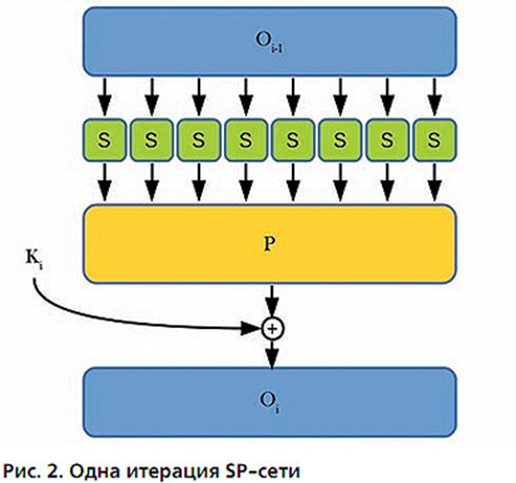 Oi-1
S S S S S S S S
P
Ki
+
Oi
Рис. 2. Одна итерация SP-сети